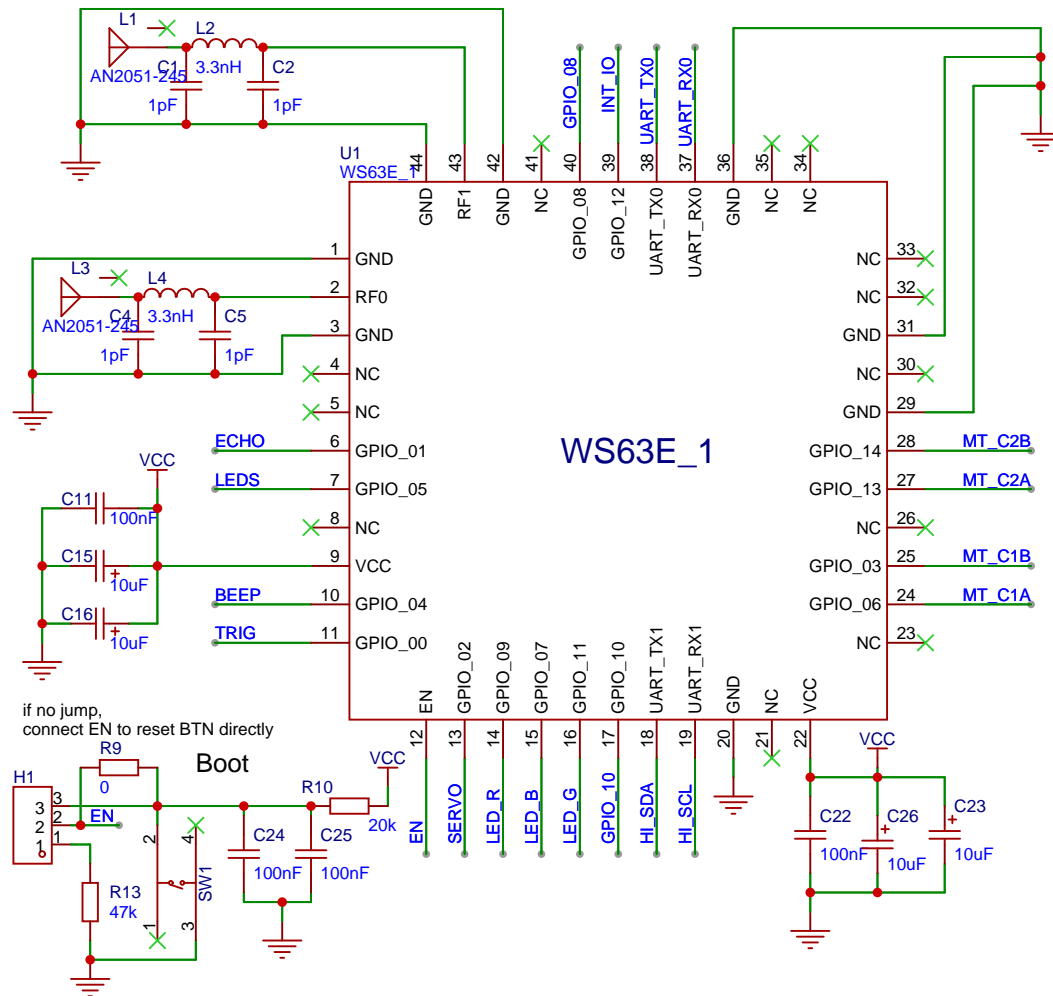 L1
L2
AN2051-245
3.3nH
C1
C2
1pF
1pF
GPIO_08
INT_IO
UART_TX0
UART_RX0
U1
WS63E_1
44
43
42
41
40
39
38
37
36
35
34
GND
RF1
GND
NC
GPIO_08
GPIO_12
UART_TX0
UART_RX0
GND
NC
NC
L3
L4
AN2051-245
3.3nH
C4
C5
1pF
1pF
1 GND
2 RF0
3 GND
4 NC
5 NC
ECHO 6 GPIO_01
LEDS 7 GPIO_05
8 NC
9 VCC
BEEP 10 GPIO_04
TRIG 11 GPIO_00
WS63E_1
NC 33
NC 32
GND 31
NC 30
GND 29
GPIO_14 28 MT_C2B
GPIO_13 27 MT_C2A
NC 26
GPIO_03 25 MT_C1B
GPIO_06 24 MT_C1A
NC 23
VCC
C11
100nF
C15
+
10uF
C16
+
10uF
EN
GPIO_02
GPIO_09
GPIO_07
GPIO_11
GPIO_10
UART_TX1
UART_RX1
GND
NC
VCC
12
13
14
15
16
17
18
19
20
21
22
EN
SERVO
LED_R
LED_B
LED_G
GPIO_10
HI_SDA
HI_SCL
if no jump,
connect EN to reset BTN directly
Boot
R9
0
H1
3 3
2 2
1 1
EN
R13
47k
2
4
1
3
SW1
C24
100nF
C25
100nF
R10
20k
VCC
VCC
C22
100nF
+
C26
10uF
+
C23
10uF